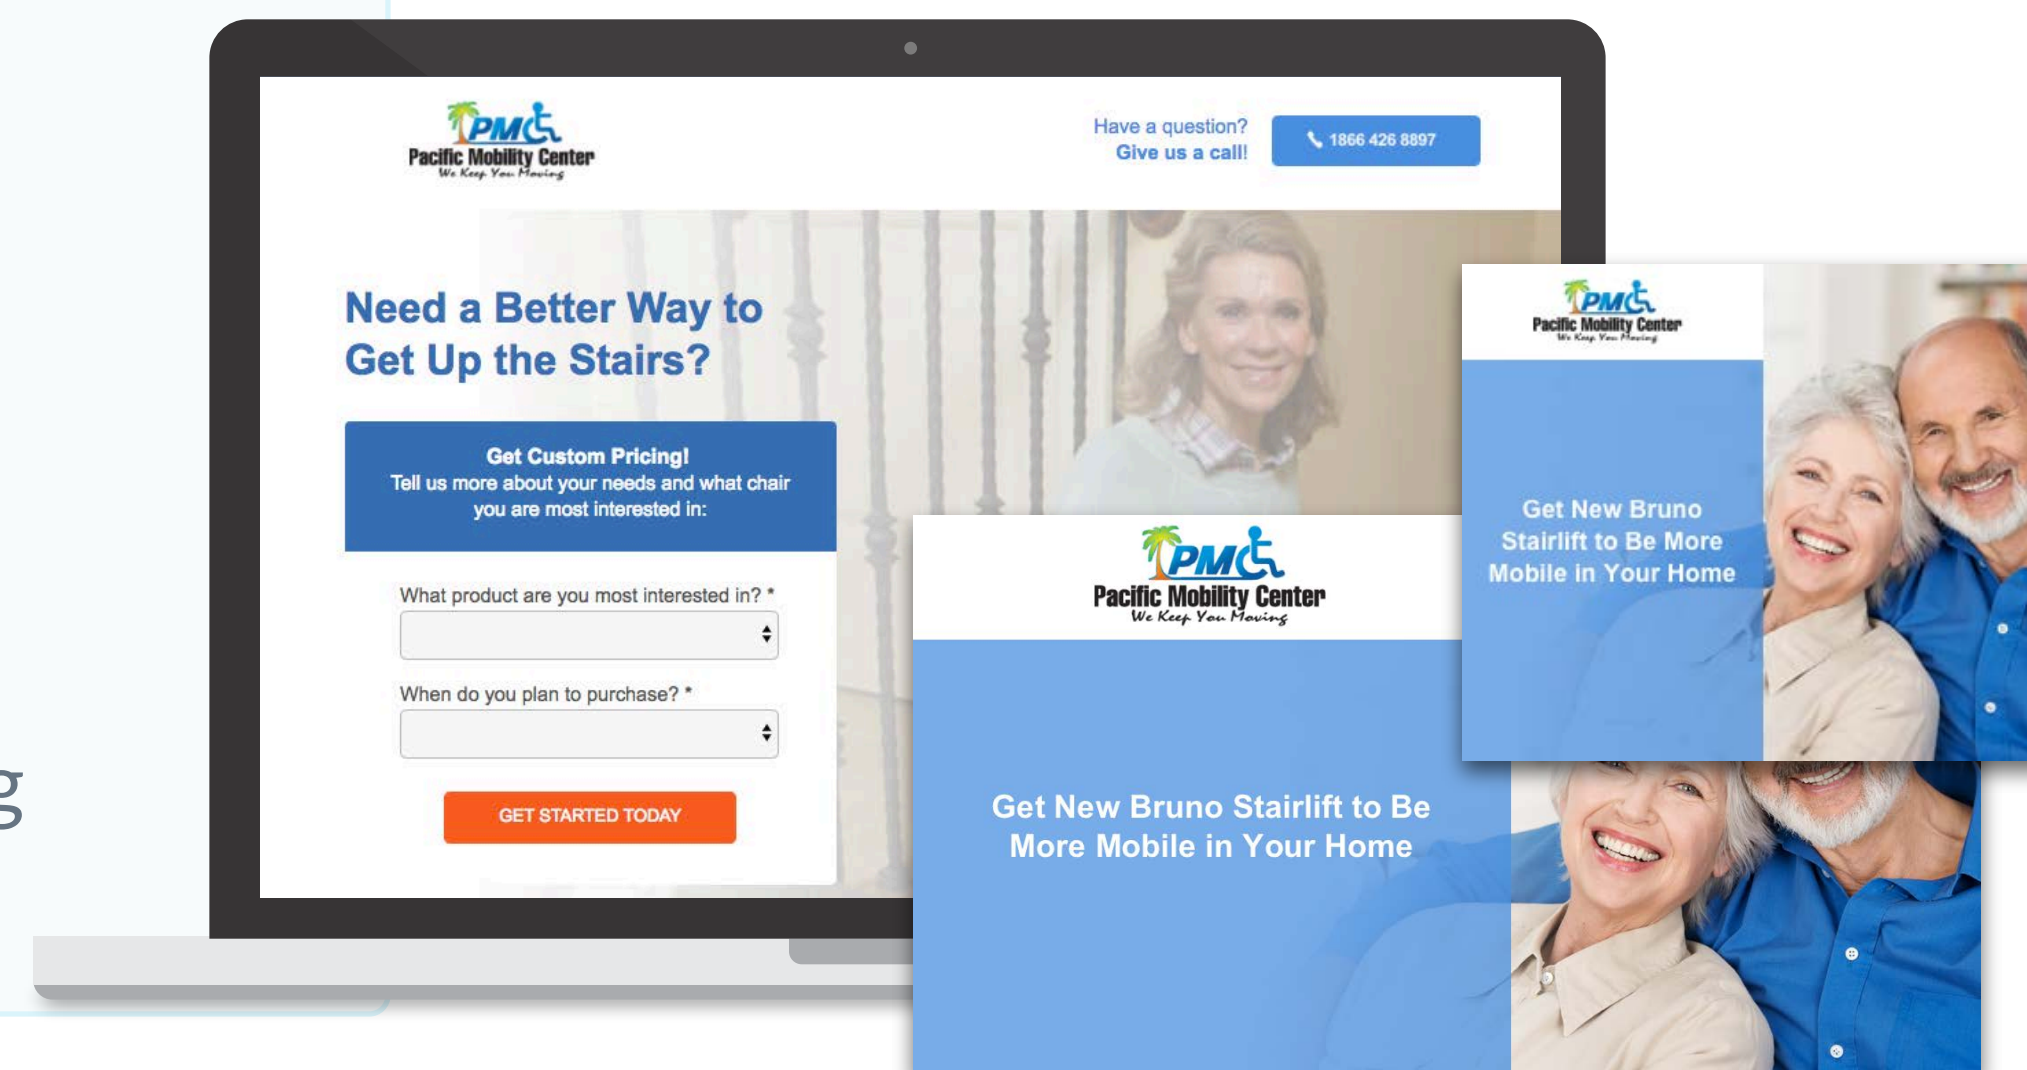 PMC
Pacific Mobility Center
We Keep You Moving
Have a question?
Give us a call!
1866 426 8897
Need a Better Way to
Get Up the Stairs?
Get Custom Pricing!
Tell us more about your needs and what chair
you are most interested in:
What product are you most interested in? *
When do you plan to purchase? *
GET STARTED TODAY
PMC
Pacific Mobility Center
We Keep You Moving
Get New Bruno Stairlift to Be
More Mobile in Your Home
PMC
Pacific Mobility Center
We Keep You Moving
Get New Bruno
Stairlift to Be More
Mobile in Your Home
g